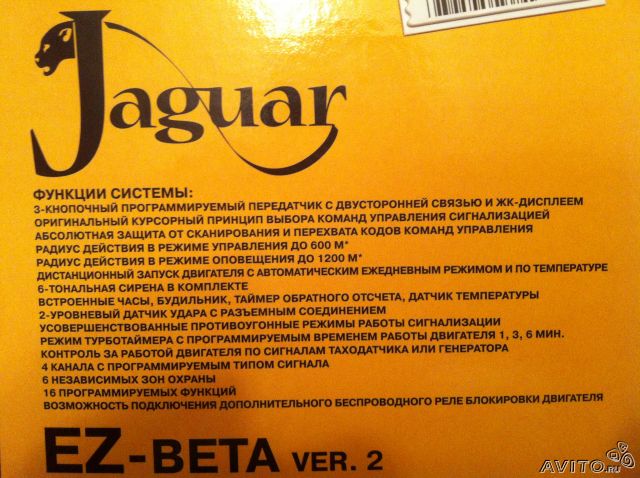 Jaguar
ФУНКЦИИ СИСТЕМЫ:
3-КНОПОЧНЫЙ ПРОГРАММИРУЕМЫЙ ПЕРЕДАТЧИК С ДВУСТОРОННЕЙ СВЯЗЬЮ И ЖК-ДИСПЛЕЕМ
ОРИГИНАЛЬНЫЙ КУРСОРНЫЙ ПРИНЦИП ВЫБОРА КОМАНД УПРАВЛЕНИЯ СИГНАЛИЗАЦИЕЙ
АБСОЛЮТНАЯ ЗАЩИТА ОТ СКАНИРОВАНИЯ И ПЕРЕХВАТА КОДОВ КОМАНД УПРАВЛЕНИЯ
РАДИУС ДЕЙСТВИЯ В РЕЖИМЕ УПРАВЛЕНИЯ ДО 600 М*
РАДИУС ДЕЙСТВИЯ В РЕЖИМЕ ОПОВЕЩЕНИЯ ДО 1200 М*
ДИСТАНЦИОННЫЙ ЗАПУСК ДВИГАТЕЛЯ С АВТОМАТИЧЕСКИМ ЕЖЕДНЕВНЫМ РЕЖИМОМ И ПО ТЕМПЕРАТУРЕ
6-ТОНАЛЬНАЯ СИРЕНА В КОМПЛЕКТЕ
ВСТРОЕННЫЕ ЧАСЫ, БУДИЛЬНИК, ТАЙМЕР ОБРАТНОГО ОТСЧЕТА, ДАТЧИК ТЕМПЕРАТУРЫ
2-УРОВНЕВЫЙ ДАТЧИК УДАРА С РАЗЪЕМНЫМ СОЕДИНЕНИЕМ
УСОВЕРШЕНСТВОВАННЫЕ ПРОТИВОУГОННЫЕ РЕЖИМЫ РАБОТЫ СИГНАЛИЗАЦИИ
РЕЖИМ ТУРБОТАЙМЕРА С ПРОГРАММИРУЕМЫМ ВРЕМЕНЕМ РАБОТЫ ДВИГАТЕЛЯ 1, 3, 6 МИН.
КОНТРОЛЬ ЗА РАБОТОЙ ДВИГАТЕЛЯ ПО СИГНАЛАМ ТАХОДАТЧИКА ИЛИ ГЕНЕРАТОРА
4 КАНАЛА С ПРОГРАММИРУЕМЫМ ТИПОМ СИГНАЛА
6 НЕЗАВИСИМЫХ ЗОН ОХРАНЫ
16 ПРОГРАММИРУЕМЫХ ФУНКЦИЙ
ВОЗМОЖНОСТЬ ПОДКЛЮЧЕНИЯ ДОПОЛНИТЕЛЬНОГО БЕСПРОВОДНОГО РЕЛЕ БЛОКИРОВКИ ДВИГАТЕЛЯ
EZ-BETA VER. 2
AVITO.ru